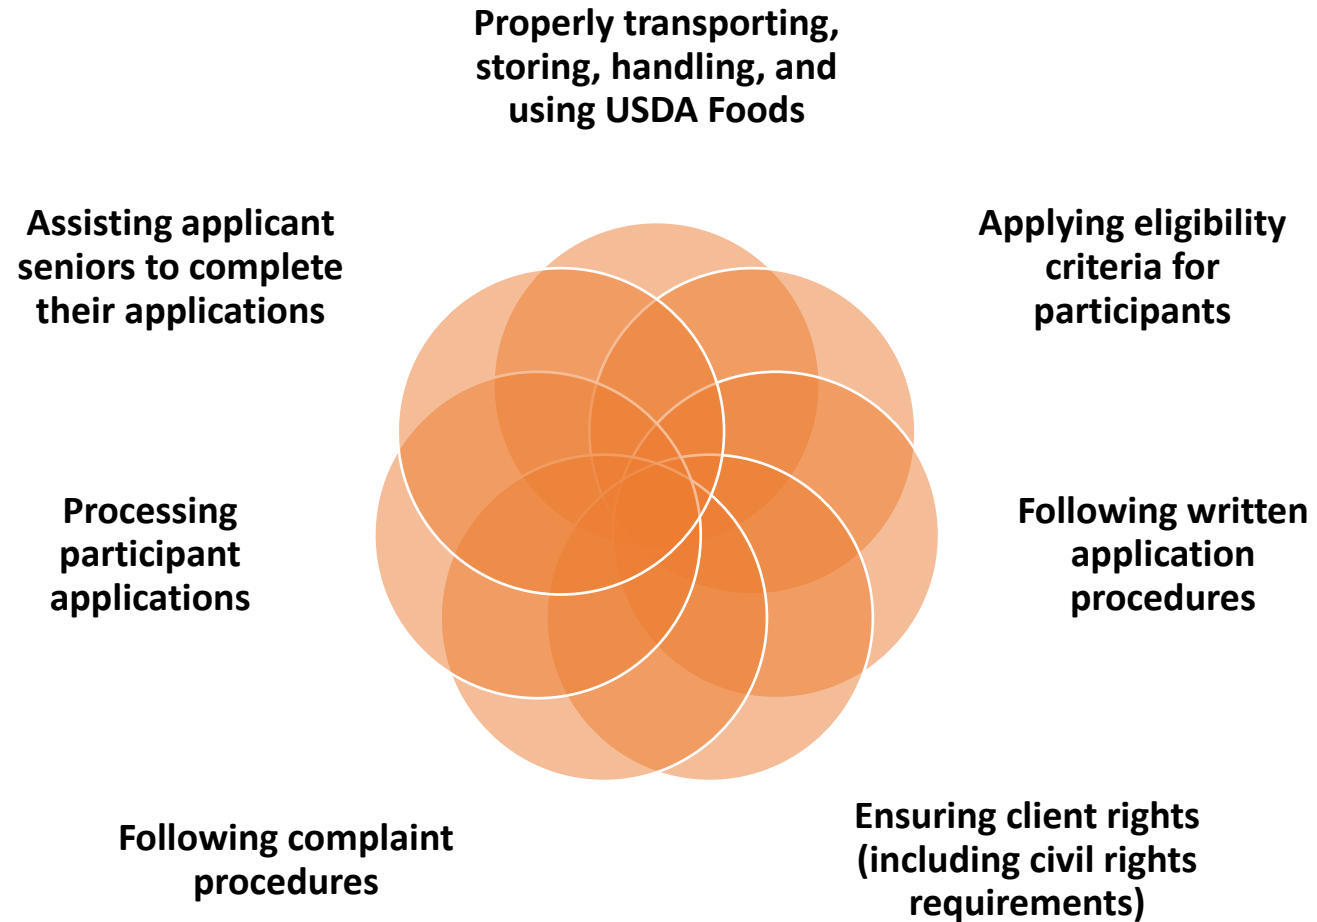 Properly transporting,
storing, handling, and
using USDA Foods
Applying eligibility
criteria for
participants
Following written
application
procedures
Ensuring client rights
(including civil rights
requirements)
Following complaint
procedures
Processing
participant
applications
Assisting applicant
seniors to complete
their applications